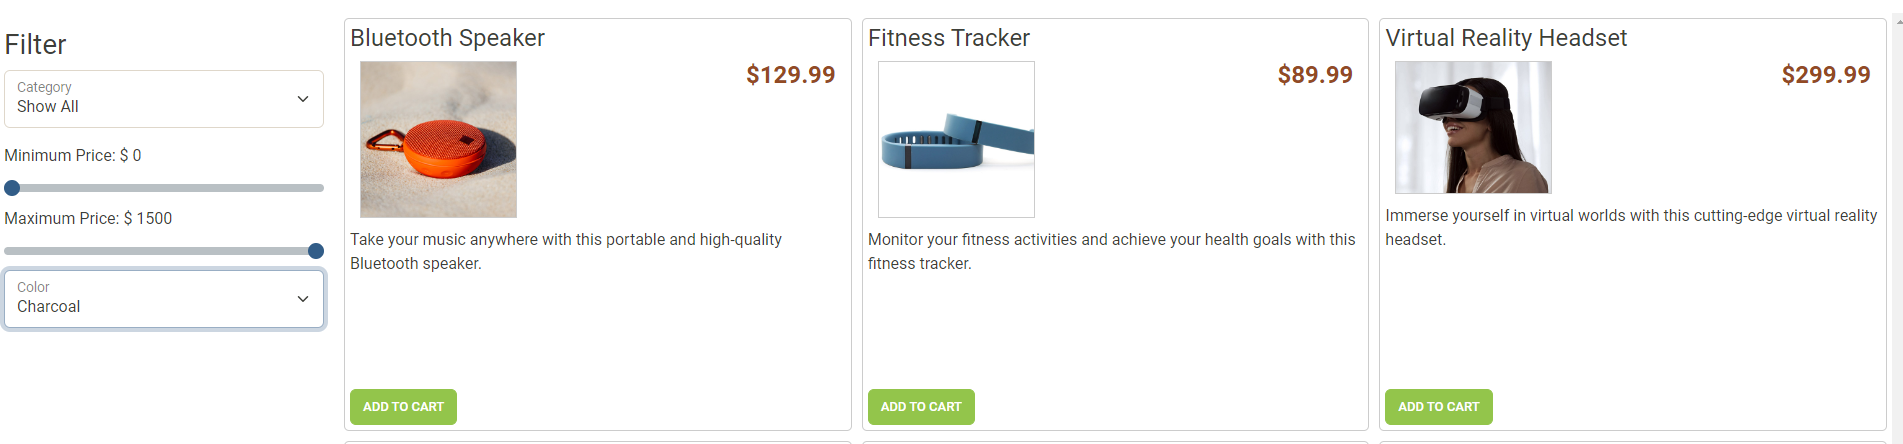 Filter
Category
Show All
Minimum Price: $ 0
Maximum Price: $ 1500
Color
Charcoal
Bluetooth Speaker
$129.99
Take your music anywhere with this portable and high-quality
Bluetooth speaker.
ADD TO CART
Fitness Tracker
$89.99
Monitor your fitness activities and achieve your health goals with this
fitness tracker.
ADD TO CART
Virtual Reality Headset
$299.99
Immerse yourself in virtual worlds with this cutting-edge virtual reality
headset.
ADD TO CART